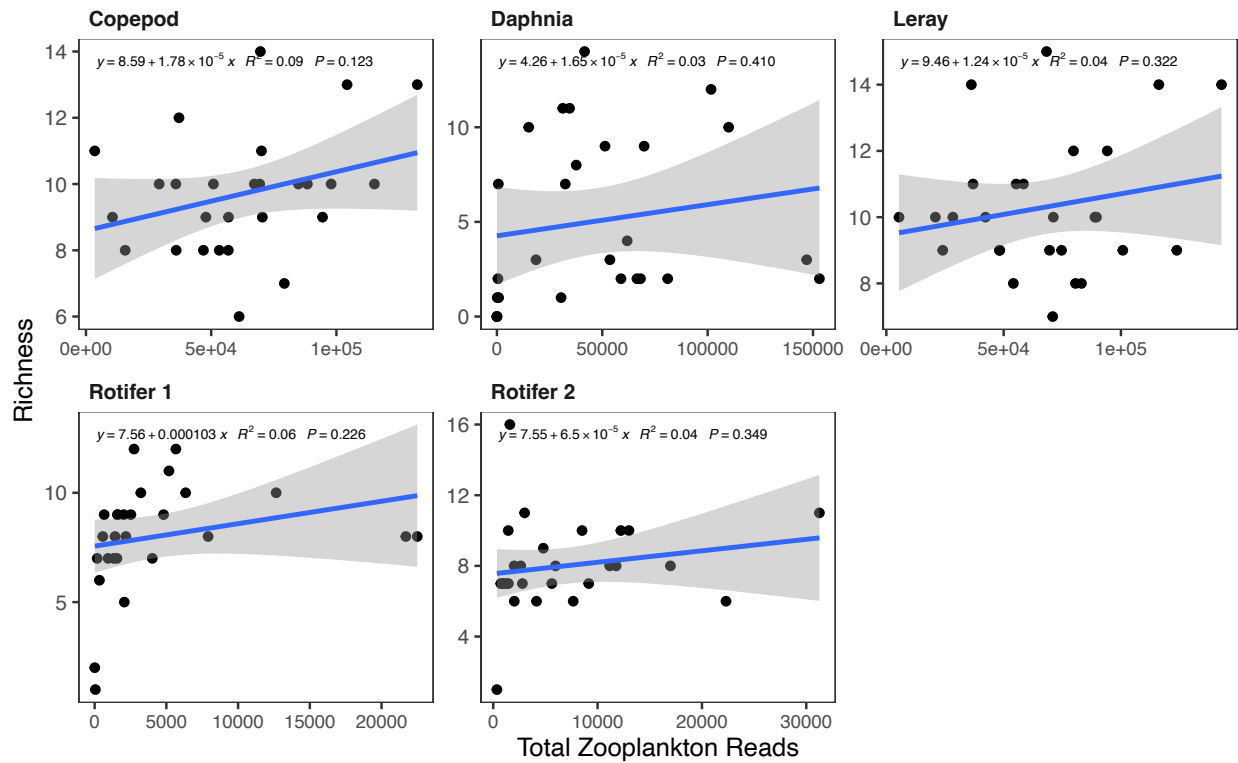 Copepod
Daphnia
Leray
y = 8.59 + 1.78 × 10⁻⁵ x R² = 0.09 P = 0.123
y = 4.26 + 1.65 × 10⁻⁵ x R² = 0.03 P = 0.410
y = 9.46 + 1.24 × 10⁻⁵ x R² = 0.04 P = 0.322
14
12
10
8
6
10
5
0
14
12
10
8
0e+00 5e+04 1e+05
0 50000 100000 150000
0e+00 5e+04 1e+05
Richness
Rotifer 1
Rotifer 2
y = 7.56 + 0.000103 x R² = 0.06 P = 0.226
y = 7.55 + 6.5 × 10⁻⁵ x R² = 0.04 P = 0.349
10
5
16
12
8
4
0 5000 10000 15000 20000
0 10000 20000 30000
Total Zooplankton Reads